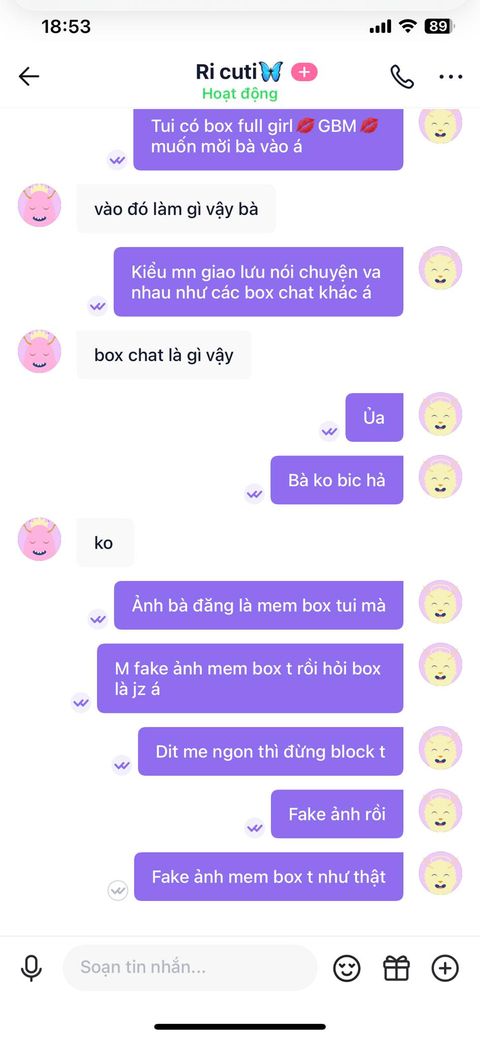 18:53
89
Ri cuti🦋
Hoạt động
Tui có box full girl💋GBM💋
muốn mời bà vào á
vào đó làm gì vậy bà
Kiểu mn giao lưu nói chuyện va
nhau như các box chat khác á
box chat là gì vậy
Ủa
Bà ko bic hả
ko
Ảnh bà đăng là mem box tui mà
M fake ảnh mem box t rồi hỏi box
là jz á
Dit me ngon thì đừng block t
Fake ảnh rồi
Fake ảnh mem box t như thật
Soạn tin nhắn...